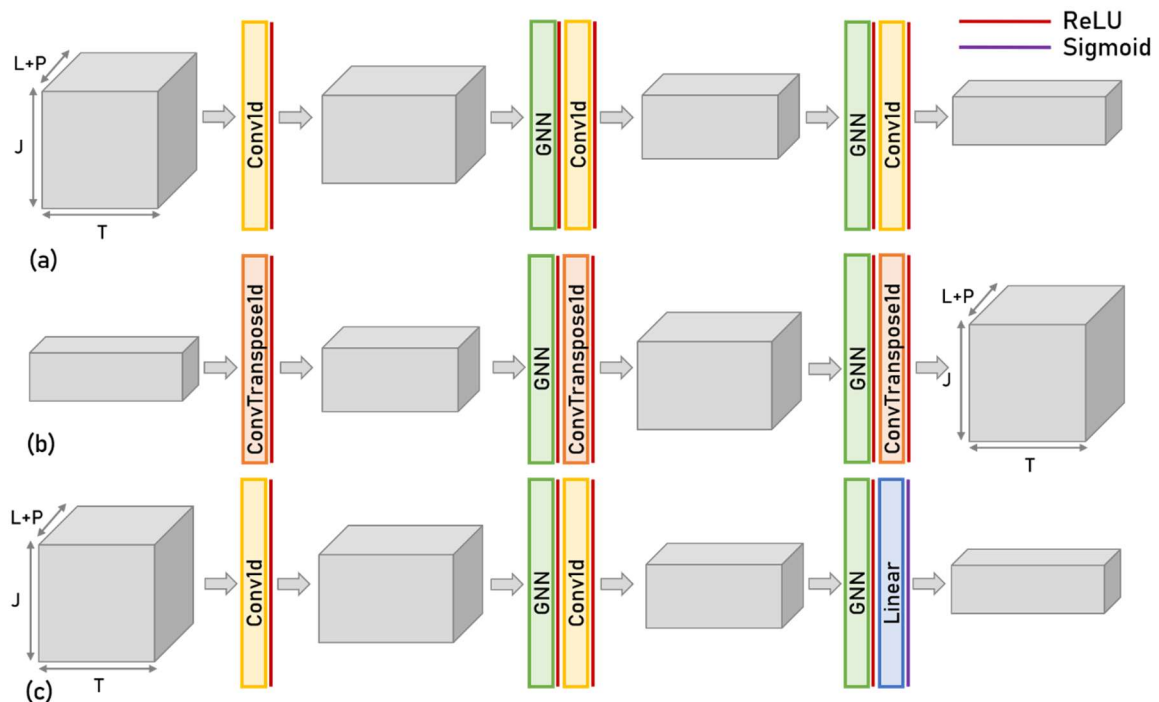 ReLU
Sigmoid
L+P
J
T
Conv1d
GNN
Conv1d
GNN
Conv1d
(a)
ConvTranspose1d
GNN
ConvTranspose1d
GNN
ConvTranspose1d
L+P
J
T
(b)
L+P
J
T
Conv1d
GNN
Conv1d
GNN
Linear
(c)